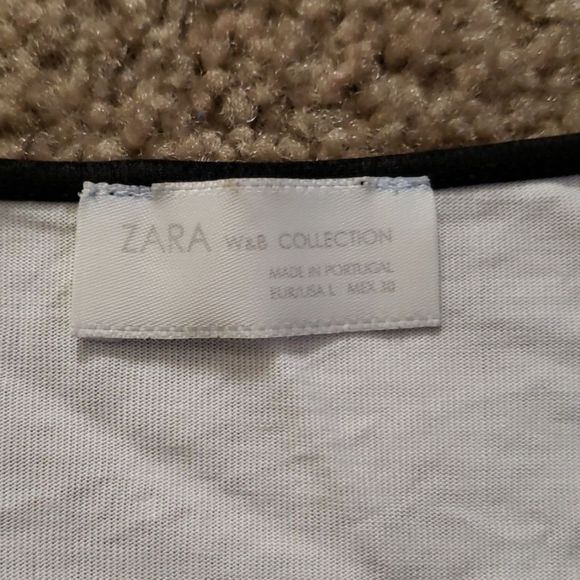 ZARA W&B COLLECTION
MADE IN PORTUGAL
EUR/USA L MEX 30